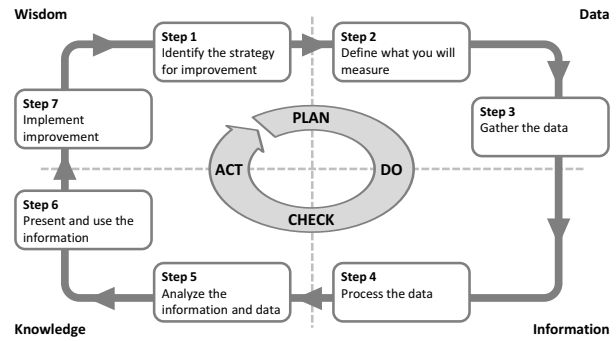 Wisdom
Data
Step 1
Identify the strategy
for improvement
Step 2
Define what you will
measure
Step 3
Gather the data
Step 7
Implement
improvement
PLAN
ACT
DO
CHECK
Step 6
Present and use the
information
Step 5
Analyze the
information and data
Step 4
Process the data
Knowledge
Information